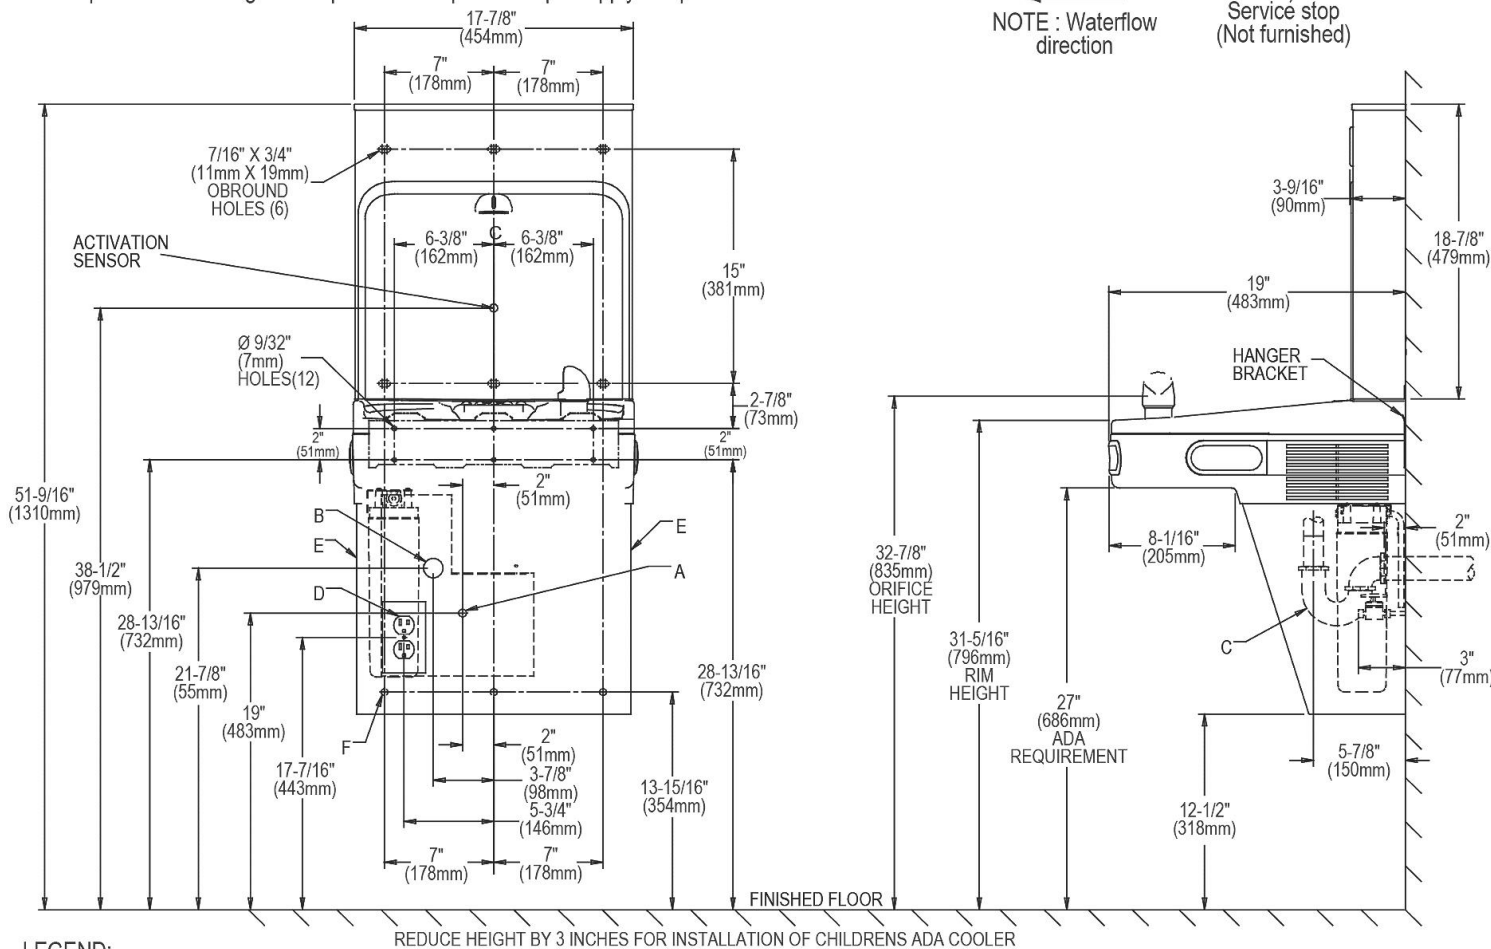 NOTE : Waterflow
direction
Service stop
(Not furnished)
17-7/8"
(454mm)
7"
(178mm)
7"
(178mm)
7/16" X 3/4"
(11mm X 19mm)
OBROUND
HOLES (6)
ACTIVATION
SENSOR
C
6-3/8"
(162mm)
6-3/8"
(162mm)
15"
(381mm)
Ø 9/32"
(7mm)
HOLES(12)
2-7/8"
(73mm)
2"
(51mm)
2"
(51mm)
2"
(51mm)
51-9/16"
(1310mm)
B
E
E
A
D
38-1/2"
(979mm)
28-13/16"
(732mm)
21-7/8"
(55mm)
19"
(483mm)
17-7/16"
(443mm)
F
28-13/16"
(732mm)
2"
(51mm)
3-7/8"
(98mm)
5-3/4"
(146mm)
13-15/16"
(354mm)
7"
(178mm)
7"
(178mm)
3-9/16"
(90mm)
18-7/8"
(479mm)
19"
(483mm)
HANGER
BRACKET
32-7/8"
(835mm)
ORIFICE
HEIGHT
8-1/16"
(205mm)
2"
(51mm)
31-5/16"
(796mm)
RIM
HEIGHT
C
3"
(77mm)
27"
(686mm)
ADA
REQUIREMENT
5-7/8"
(150mm)
12-1/2"
(318mm)
FINISHED FLOOR
REDUCE HEIGHT BY 3 INCHES FOR INSTALLATION OF CHILDRENS ADA COOLER
LEGEND: